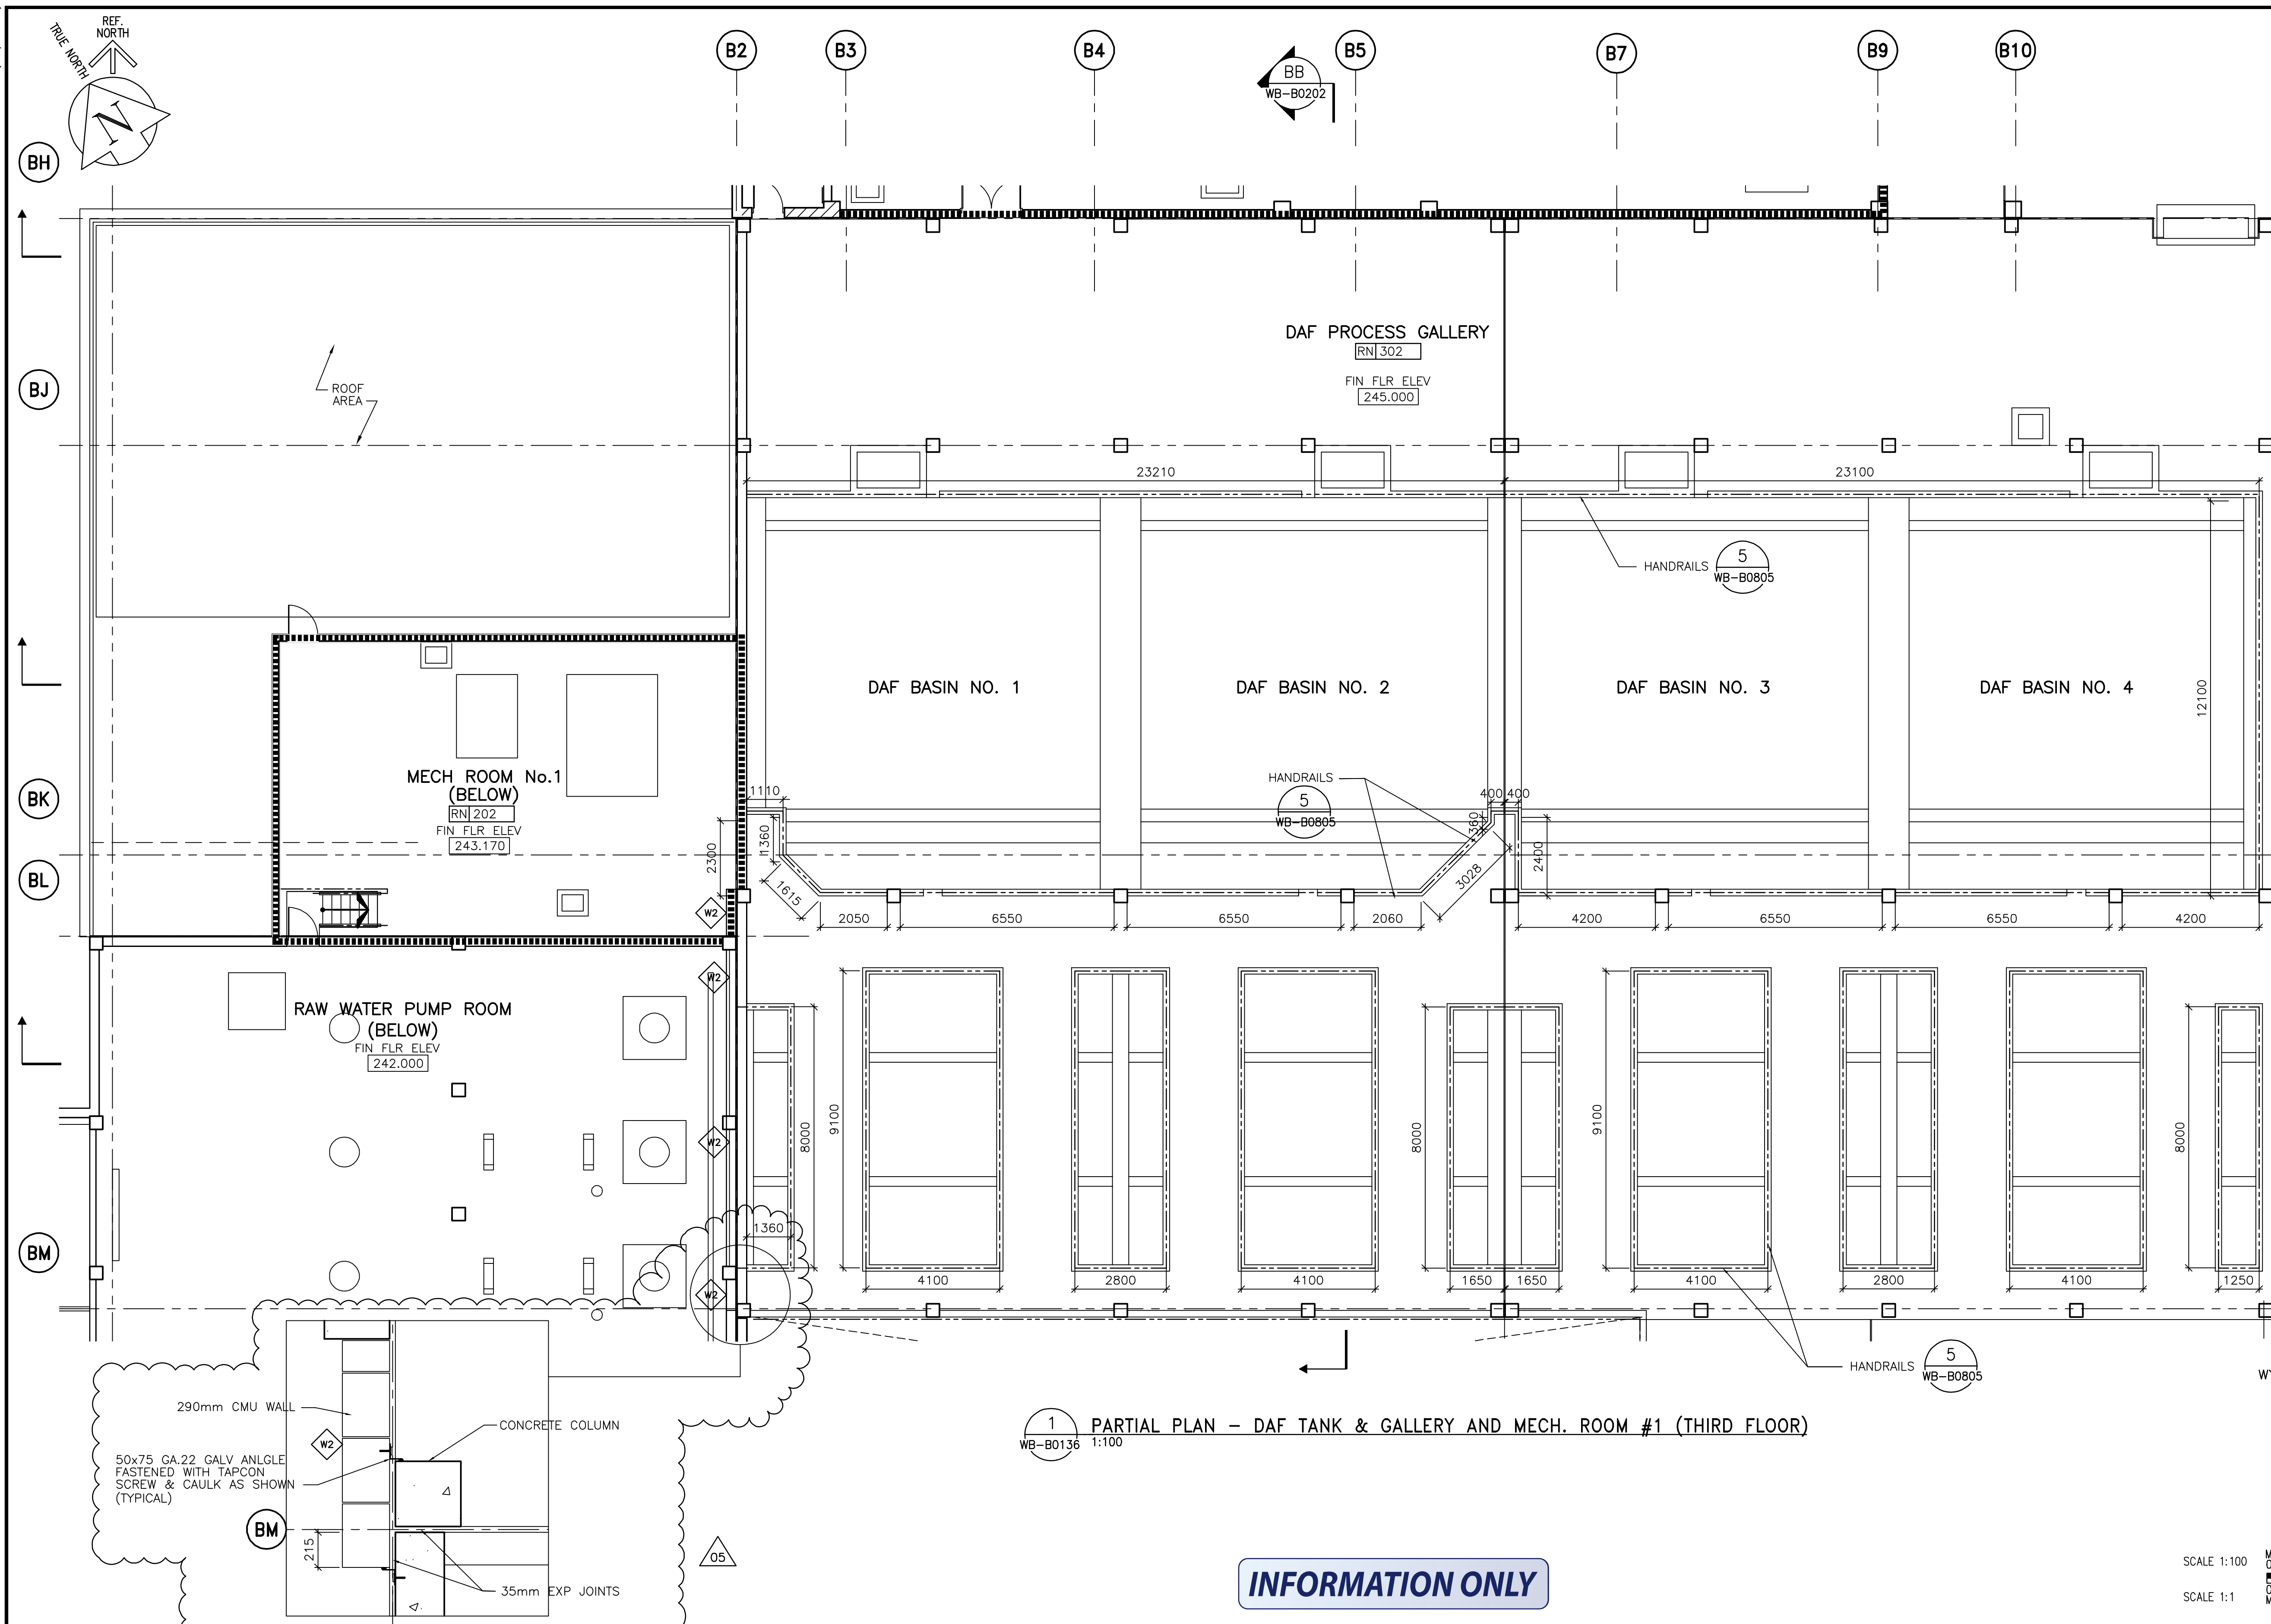 REF.
NORTH
TRUE NORTH
N
B2
B3
B4
BB
WB-B0202
B5
B7
B9
B10
BH
BJ
BK
BL
BM
ROOF
AREA
DAF PROCESS GALLERY
RN 302
FIN FLR ELEV
245.000
23210
23100
HANDRAILS
5
WB-B0805
DAF BASIN NO. 1
DAF BASIN NO. 2
DAF BASIN NO. 3
DAF BASIN NO. 4
12100
MECH ROOM No.1
(BELOW)
RN 202
FIN FLR ELEV
243.170
HANDRAILS
5
WB-B0805
1110
1360
2300
1615
400 400
360
3028
2400
W2
2050
6550
6550
2060
4200
6550
6550
4200
W2
RAW WATER PUMP ROOM
(BELOW)
FIN FLR ELEV
242.000
8000
9100
8000
9100
8000
W2
1360
W2
4100
2800
4100
1650
1650
4100
2800
4100
1250
HANDRAILS
5
WB-B0805
1
WB-B0136
PARTIAL PLAN - DAF TANK & GALLERY AND MECH. ROOM #1 (THIRD FLOOR)
1:100
290mm CMU WALL
W2
CONCRETE COLUMN
50x75 GA.22 GALV ANLGLE
FASTENED WITH TAPCON
SCREW & CAULK AS SHOWN
(TYPICAL)
BM
215
35mm EXP JOINTS
05
INFORMATION ONLY
SCALE 1:100
SCALE 1:1